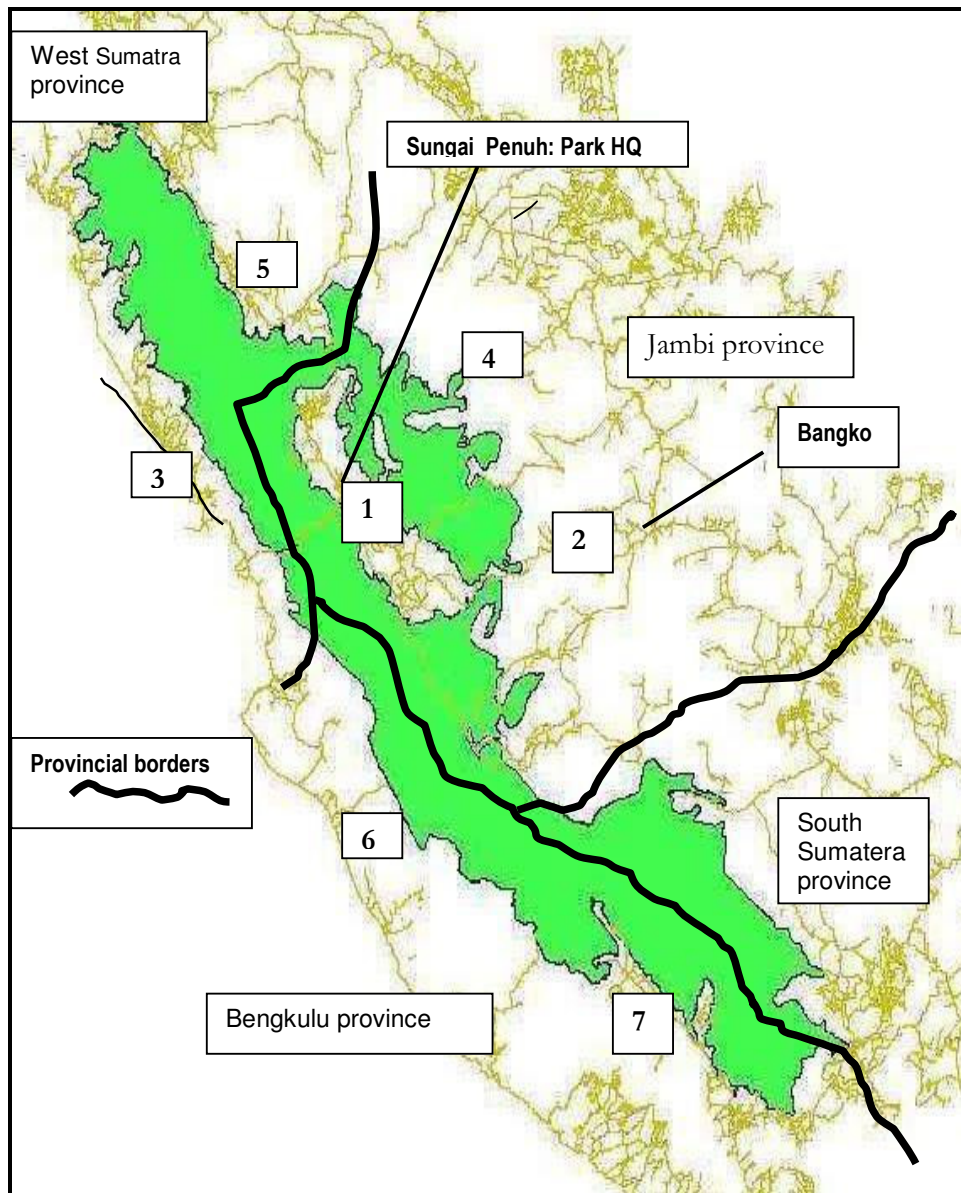 West Sumatra
province
Sungai Penuh: Park HQ
5
4
Jambi province
Bangko
3
1
2
Provincial borders
6
South
Sumatera
province
Bengkulu province
7